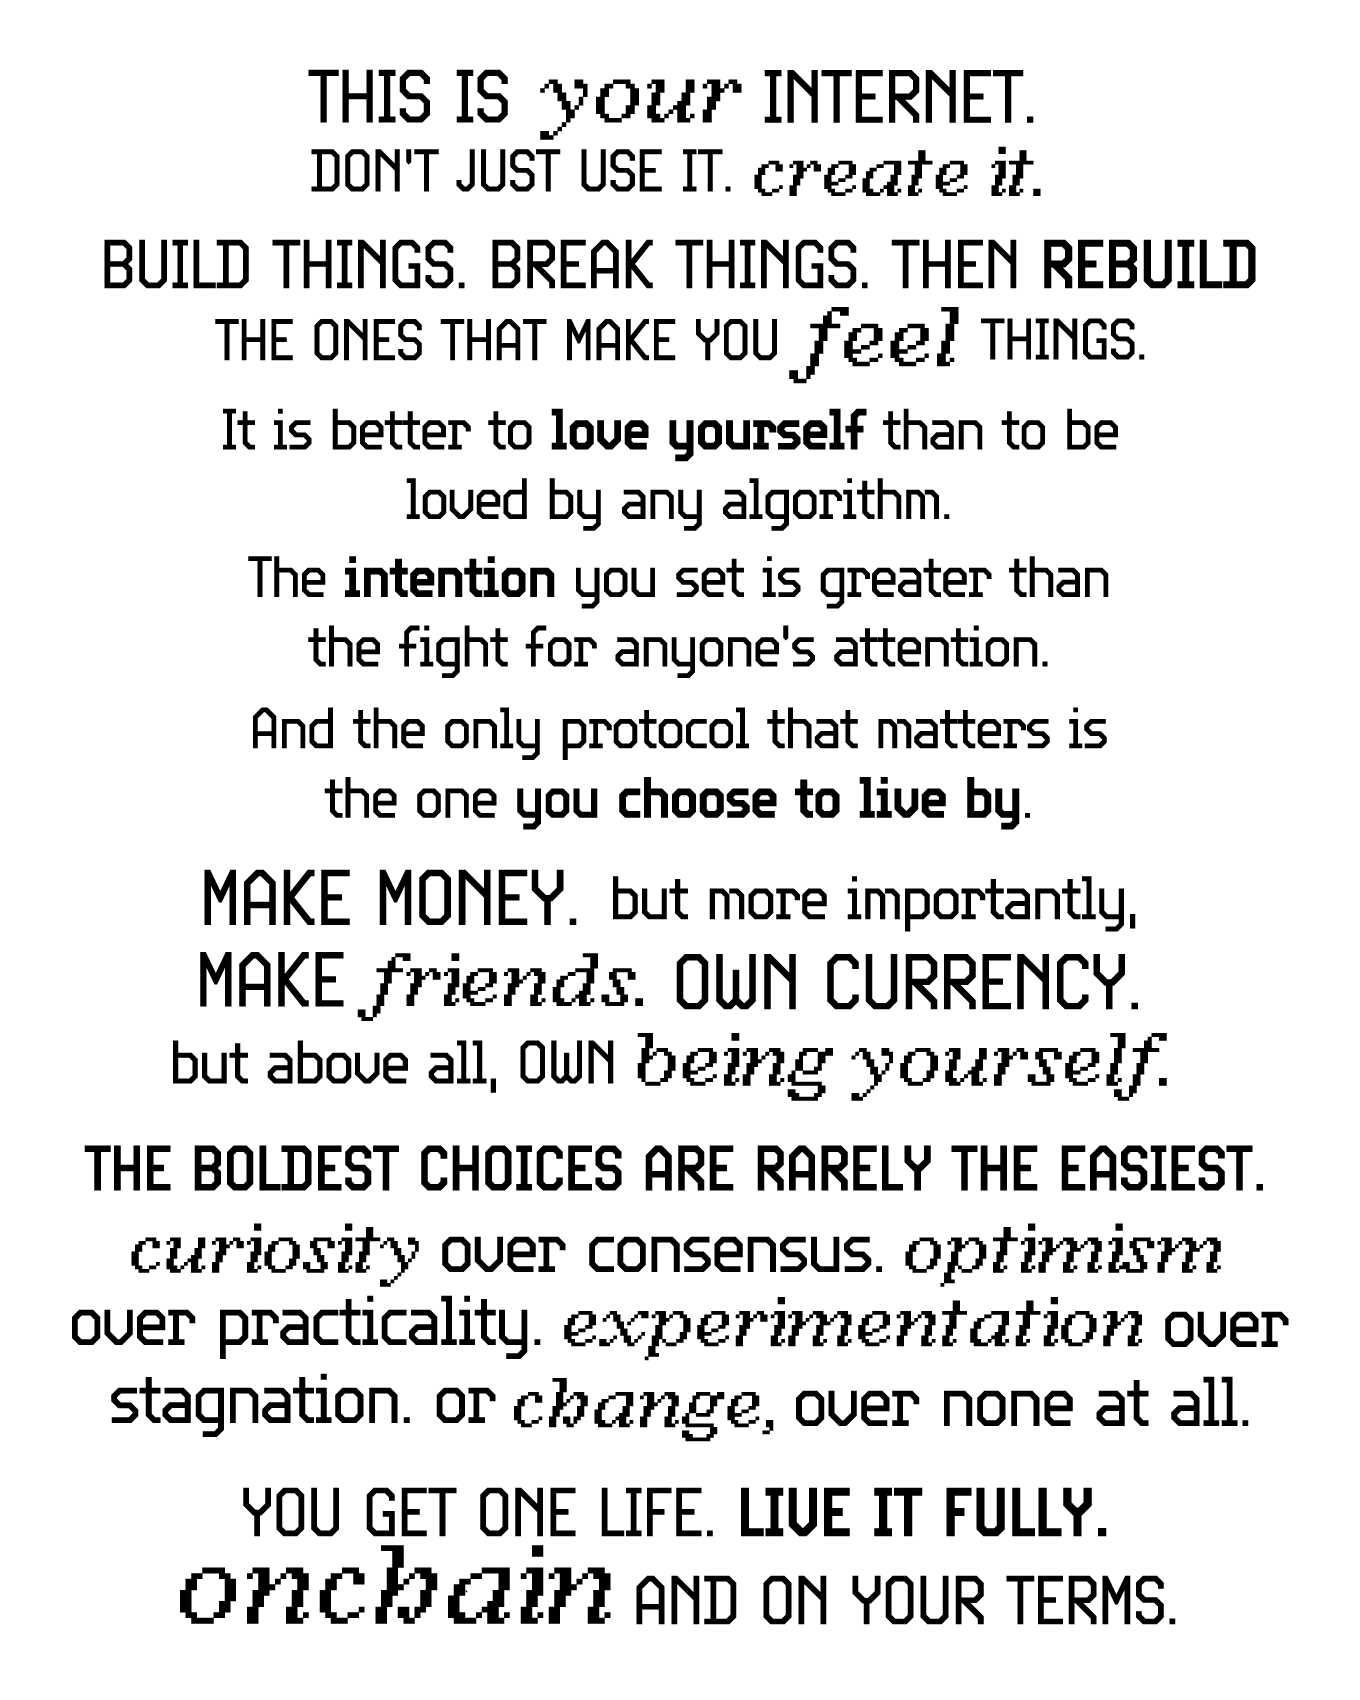 THIS IS your INTERNET.
DON'T JUST USE IT. create it.
BUILD THINGS. BREAK THINGS. THEN REBUILD
THE ONES THAT MAKE YOU feel THINGS.
It is better to love yourself than to be
loved by any algorithm.
The intention you set is greater than
the fight for anyone's attention.
And the only protocol that matters is
the one you choose to live by.
MAKE MONEY. but more importantly,
MAKE friends. OWN CURRENCY.
but above all, OWN being yourself.
THE BOLDEST CHOICES ARE RARELY THE EASIEST.
curiosity over consensus. optimism
over practicality. experimentation over
stagnation. or change, over none at all.
YOU GET ONE LIFE. LIVE IT FULLY.
onchain AND ON YOUR TERMS.